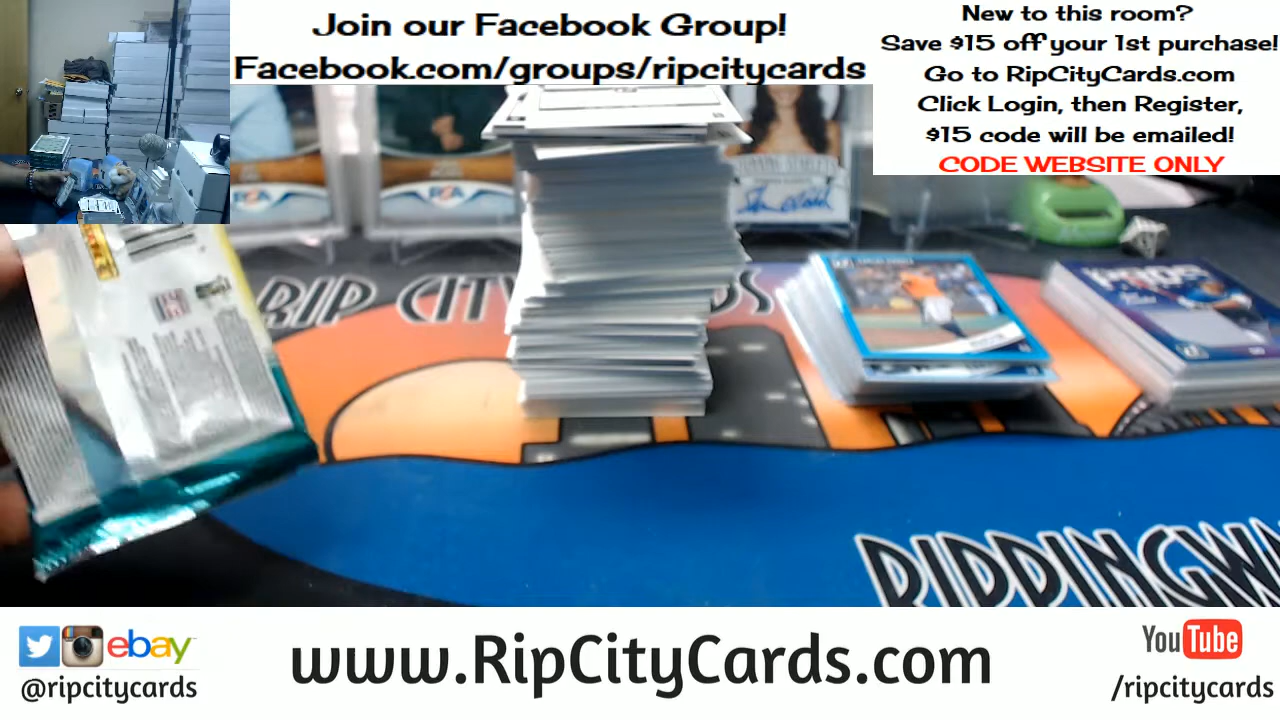 Join our Facebook Group!
Facebook.com/groups/ripcitycards
New to this room?
Save $15 off your 1st purchase!
Go to RipCityCards.com
Click Login, then Register,
$15 code will be emailed!
CODE WEBSITE ONLY
RIP CIT
DS
RIPPINGW
ebay
@ripcitycards
www.RipCityCards.com
YouTube
/ripcitycards